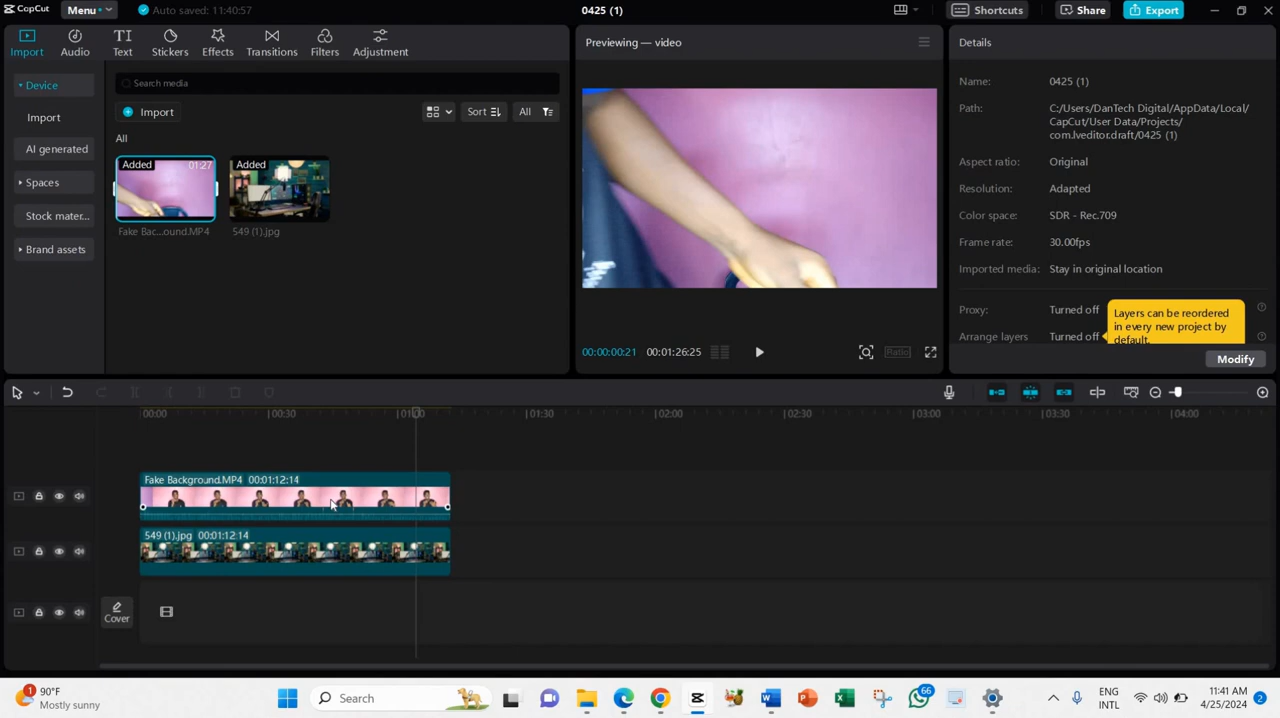 CapCut
Menu
Auto saved: 11:40:57
0425 (1)
Shortcuts
Share
Export
Import
Audio
Text
Stickers
Effects
Transitions
Filters
Adjustment
Previewing — video
Details
Device
Import
AI generated
Spaces
Stock mater...
Brand assets
Search media
Import
Sort
All
All
Added
01:27
Added
Fake Bac...ound.MP4
549 (1).jpg
00:00:00:21
00:01:26:25
Ratio
Name:
0425 (1)
Path:
C:/Users/DanTech Digital/AppData/Local/
CapCut/User Data/Projects/
com.lveditor.draft/0425 (1)
Aspect ratio:
Original
Resolution:
Adapted
Color space:
SDR - Rec.709
Frame rate:
30.00fps
Imported media:
Stay in original location
Proxy:
Turned off
Arrange layers
Turned off
Layers can be reordered
in every new project by
default.
Modify
00:00
00:30
01:00
01:30
02:00
02:30
03:00
03:30
04:00
Fake Background.MP4 00:01:12:14
549 (1).jpg 00:01:12:14
Cover
1
90°F
Mostly sunny
Search
66
ENG
INTL
11:41 AM
4/25/2024
2